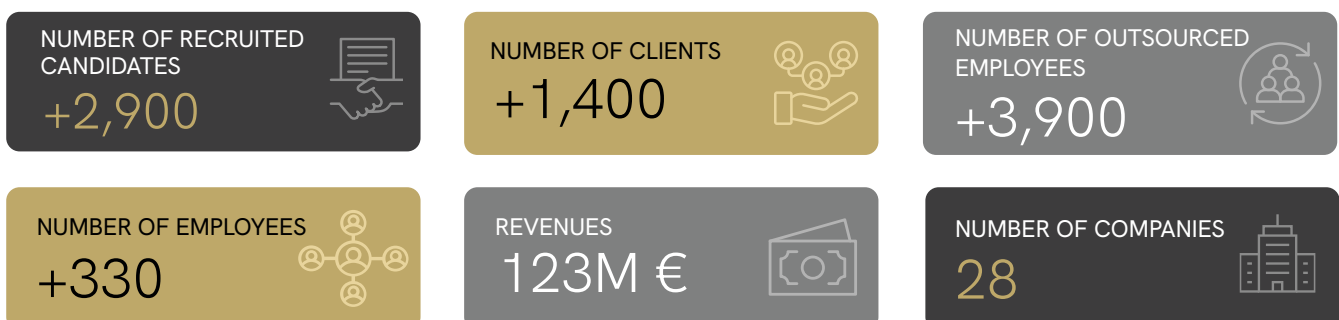 NUMBER OF RECRUITED
CANDIDATES
+2,900
NUMBER OF CLIENTS
+1,400
NUMBER OF OUTSOURCED
EMPLOYEES
+3,900
NUMBER OF EMPLOYEES
+330
REVENUES
123M €
NUMBER OF COMPANIES
28